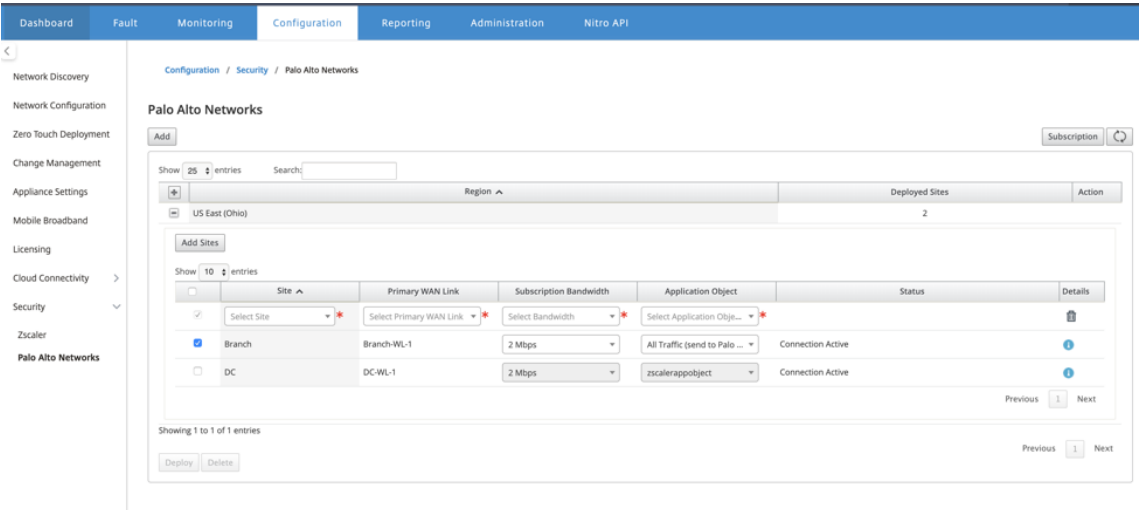 Dashboard Fault Monitoring Configuration Reporting Administration Nitro API
Network Discovery
Network Configuration
Zero Touch Deployment
Change Management
Appliance Settings
Mobile Broadband
Licensing
Cloud Connectivity
Security
Zscaler
Palo Alto Networks
Configuration / Security / Palo Alto Networks
Palo Alto Networks
Add Subscription
Show 25 entries Search:
Region Deployed Sites Action
US East (Ohio) 2
Add Sites
Show 10 entries
Site Primary WAN Link Subscription Bandwidth Application Object Status Details
Select Site * Select Primary WAN Link * Select Bandwidth * Select Application Obje... *
Branch Branch-WL-1 2 Mbps All Traffic (send to Palo ... Connection Active
DC DC-WL-1 2 Mbps zscalerappobject Connection Active
Previous 1 Next
Showing 1 to 1 of 1 entries
Previous 1 Next
Deploy Delete